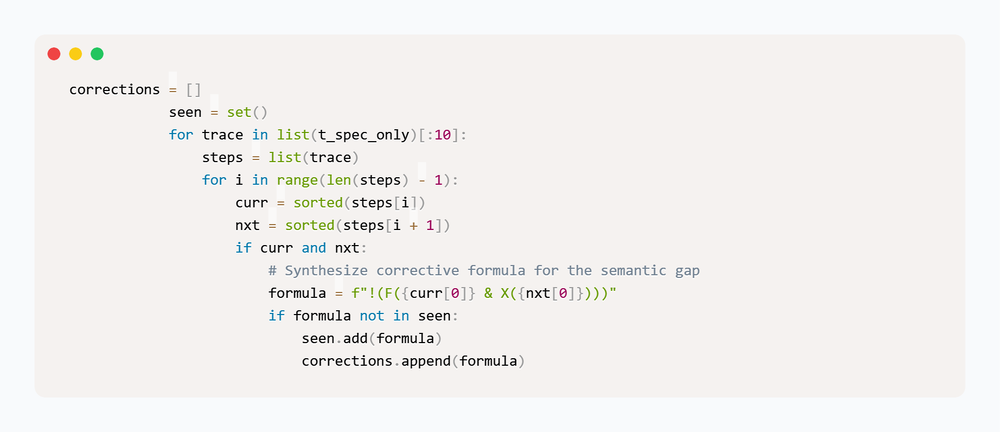 corrections = []
            seen = set()
            for trace in list(t_spec_only)[:10]:
                steps = list(trace)
                for i in range(len(steps) - 1):
                    curr = sorted(steps[i])
                    nxt = sorted(steps[i + 1])
                    if curr and nxt:
                        # Synthesize corrective formula for the semantic gap
                        formula = f"!(F({curr[0]} & X({nxt[0]})))"
                        if formula not in seen:
                            seen.add(formula)
                            corrections.append(formula)